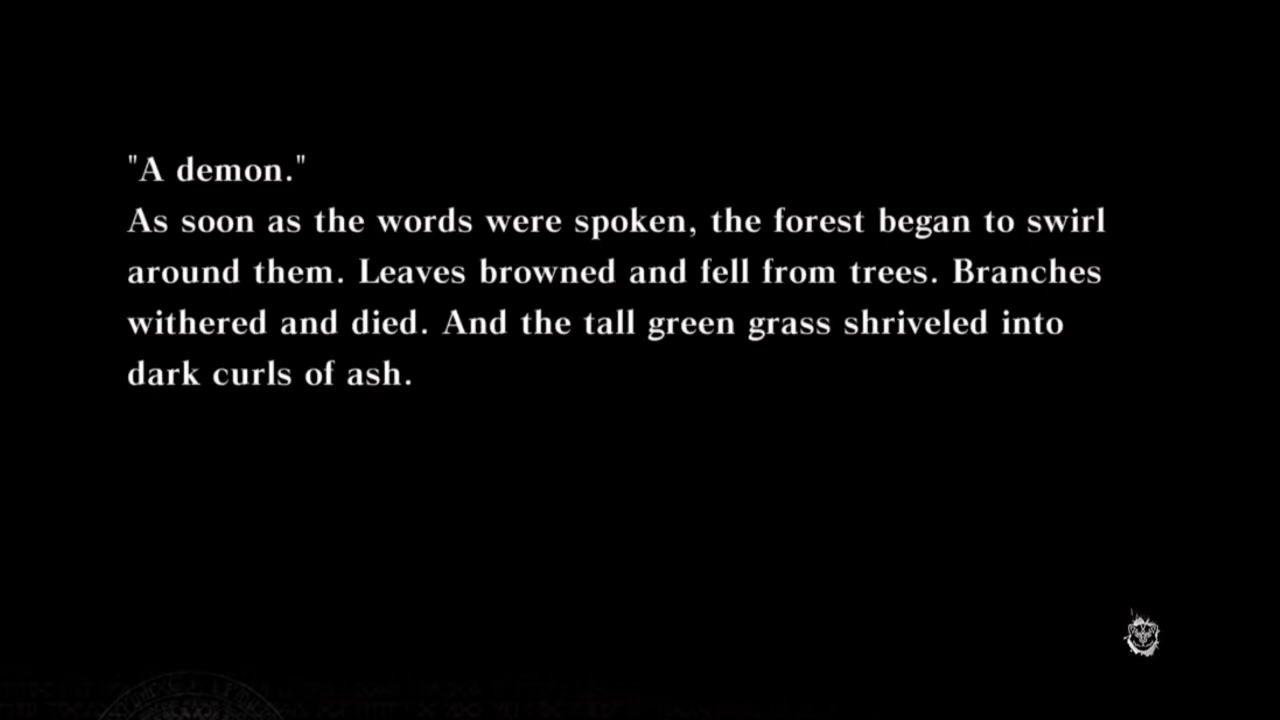 "A demon."
As soon as the words were spoken, the forest began to swirl
around them. Leaves browned and fell from trees. Branches
withered and died. And the tall green grass shriveled into
dark curls of ash.